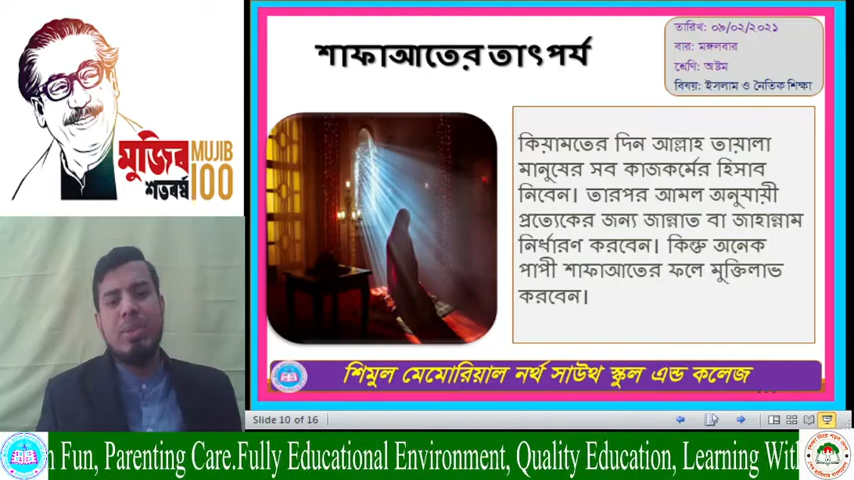 মুজিব
শতবর্ষ
MUJIB
100
শাফাআতের তাৎপর্য
তারিখ: ০৯/০২/২০২১
বার: মঙ্গলবার
শ্রেণি: অষ্টম
বিষয়: ইসলাম ও নৈতিক শিক্ষা
কিয়ামতের দিন আল্লাহ তায়ালা
মানুষের সব কাজকর্মের হিসাব
নিবেন। তারপর আমল অনুযায়ী
প্রত্যেকের জন্য জান্নাত বা জাহান্নাম
নির্ধারণ করবেন। কিন্তু অনেক
পাপী শাফাআতের ফলে মুক্তিলাভ
করবেন।
শিমুল মেমোরিয়াল নর্থ সাউথ স্কুল এন্ড কলেজ
Slide 10 of 16
Fun, Parenting Care.Fully Educational Environment, Quality Education, Learning With